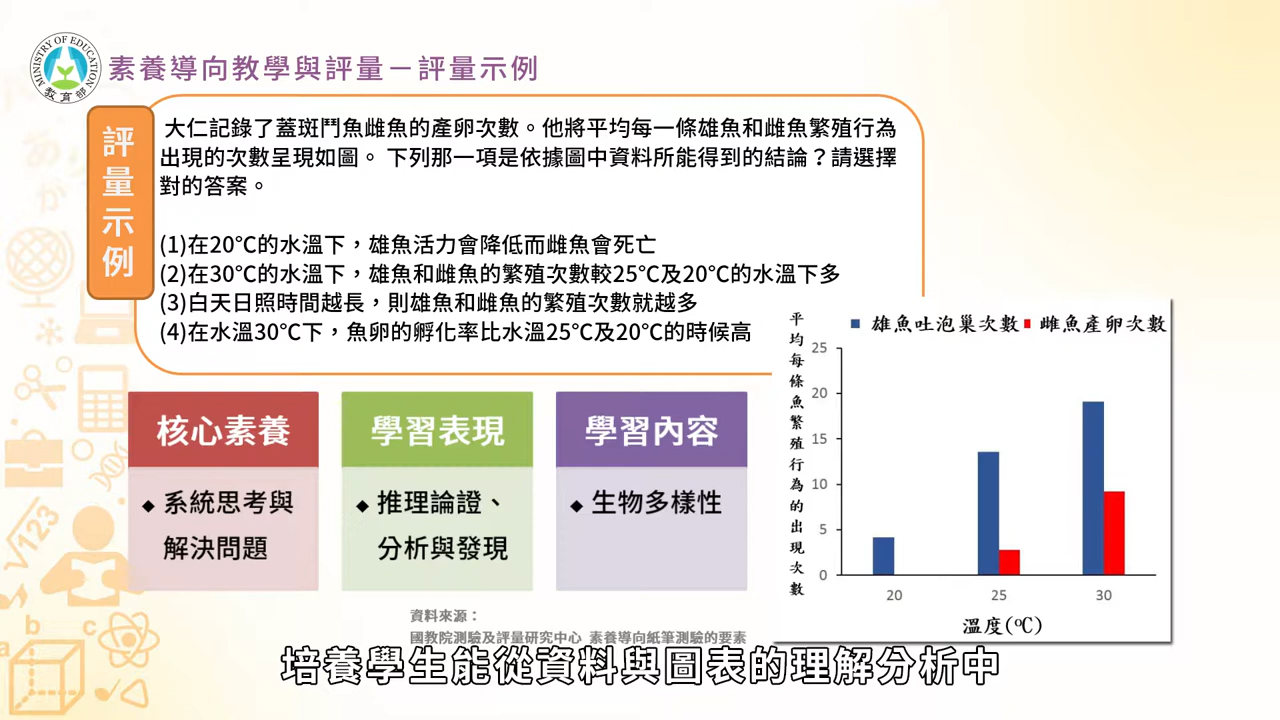 MINISTRY OF EDUCATION
教育部
素養導向教學與評量－評量示例
評量示例
大仁記錄了蓋斑鬥魚雌魚的產卵次數。他將平均每一條雄魚和雌魚繁殖行為
出現的次數呈現如圖。 下列那一項是依據圖中資料所能得到的結論？請選擇
對的答案。
(1)在20℃的水溫下，雄魚活力會降低而雌魚會死亡
(2)在30℃的水溫下，雄魚和雌魚的繁殖次數較25℃及20℃的水溫下多
(3)白天日照時間越長，則雄魚和雌魚的繁殖次數就越多
(4)在水溫30℃下，魚卵的孵化率比水溫25℃及20℃的時候高
核心素養
◆ 系統思考與
解決問題
學習表現
◆ 推理論證、
分析與發現
學習內容
◆ 生物多樣性
平均每條魚繁殖行為的出現次數
雄魚吐泡巢次數 雌魚產卵次數
25
20
15
10
5
0
20 25 30
溫度(℃)
資料來源：
國教院測驗及評量研究中心_素養導向紙筆測驗的要素
培養學生能從資料與圖表的理解分析中